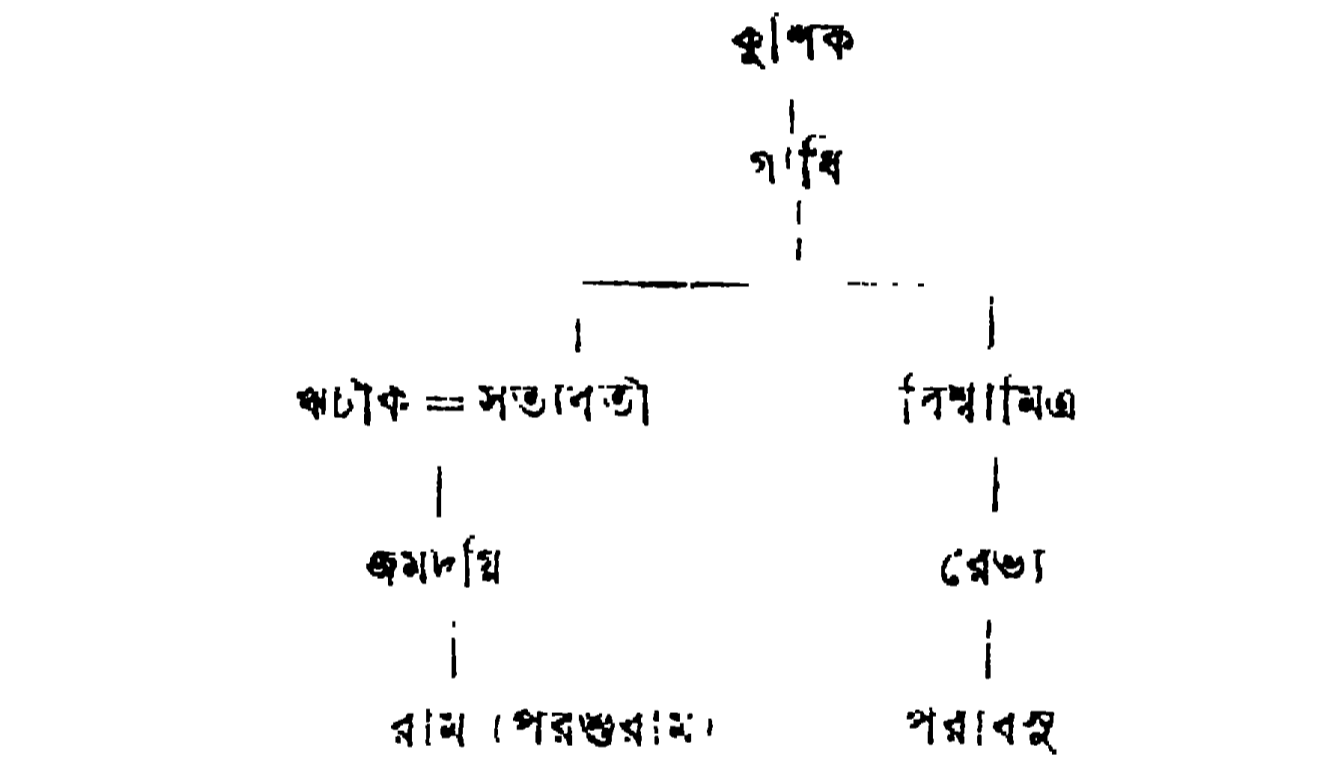 কুশিক
গাধি
ঋচীক = সত্যবতী বিশ্বামিত্র
জমদগ্নি রেভ্য
রাম (পরশুরাম) পরাবসু